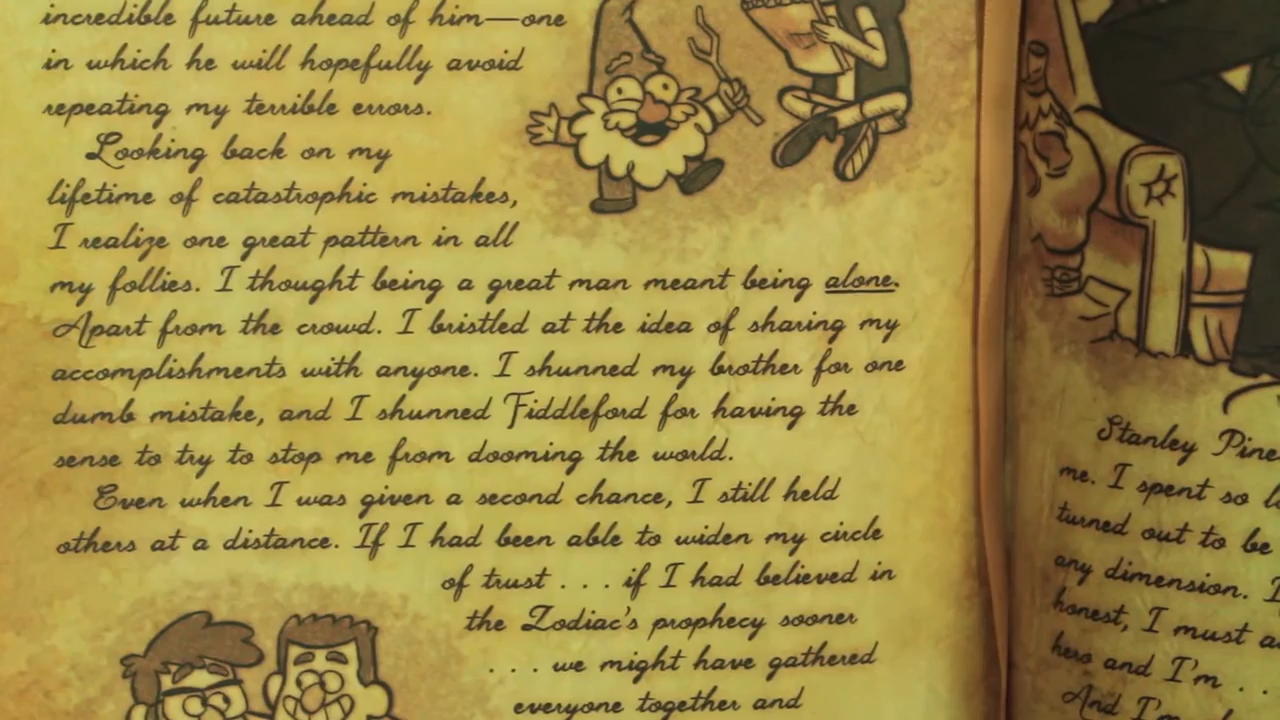 incredible future ahead of him—one
in which he will hopefully avoid
repeating my terrible errors.
Looking back on my
lifetime of catastrophic mistakes,
I realize one great pattern in all
my follies. I thought being a great man meant being alone.
Apart from the crowd. I bristled at the idea of sharing my
accomplishments with anyone. I shunned my brother for one
dumb mistake, and I shunned Fiddleford for having the
sense to try to stop me from dooming the world.
Even when I was given a second chance, I still held
others at a distance. If I had been able to widen my circle
of trust . . . if I had believed in
the Zodiac's prophecy sooner
. . . we might have gathered
everyone together and
Stanley Pine
me. I spent so l
turned out to be
any dimension. I
honest, I must a
hero and I'm . .
And I'm